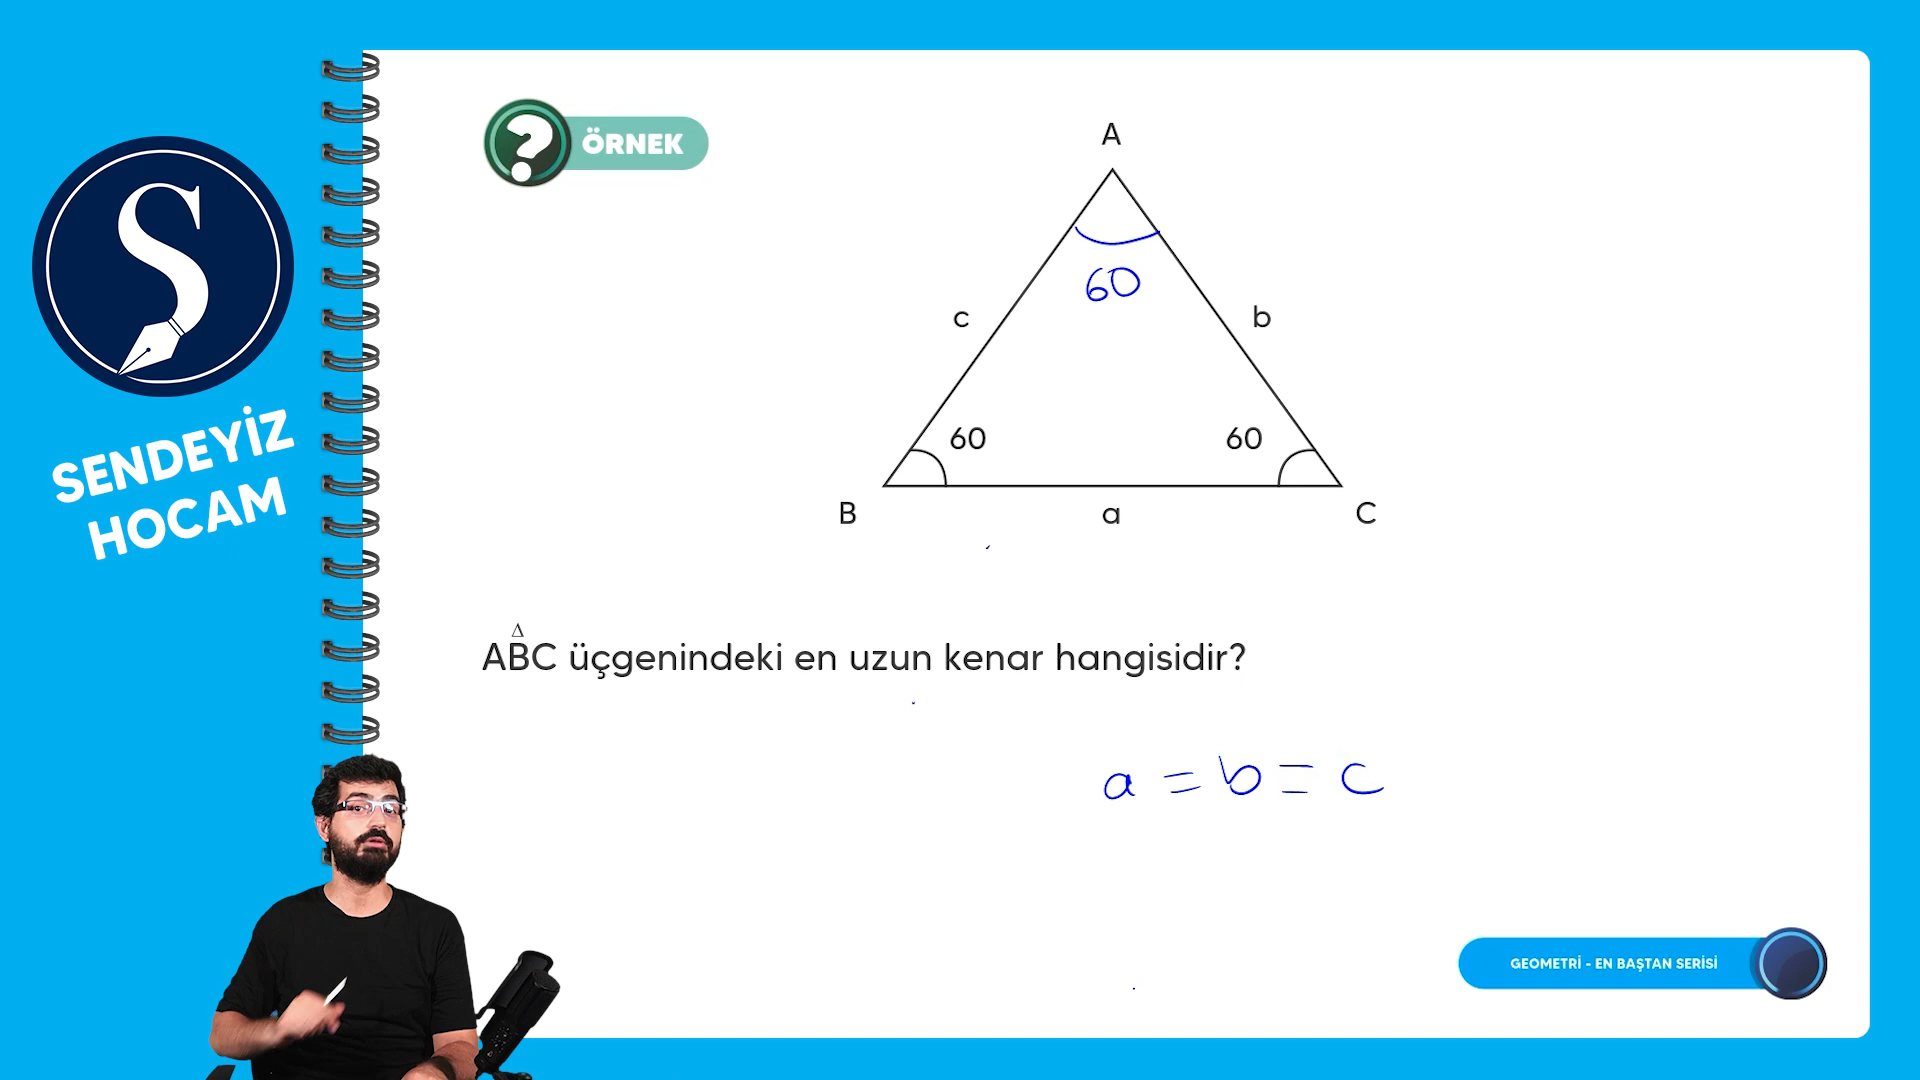 SENDEYİZ
HOCAM
ÖRNEK
A
60
c
b
60
60
B
a
C
Δ
ABC üçgenindeki en uzun kenar hangisidir?
a = b = c
GEOMETRİ - EN BAŞTAN SERİSİ